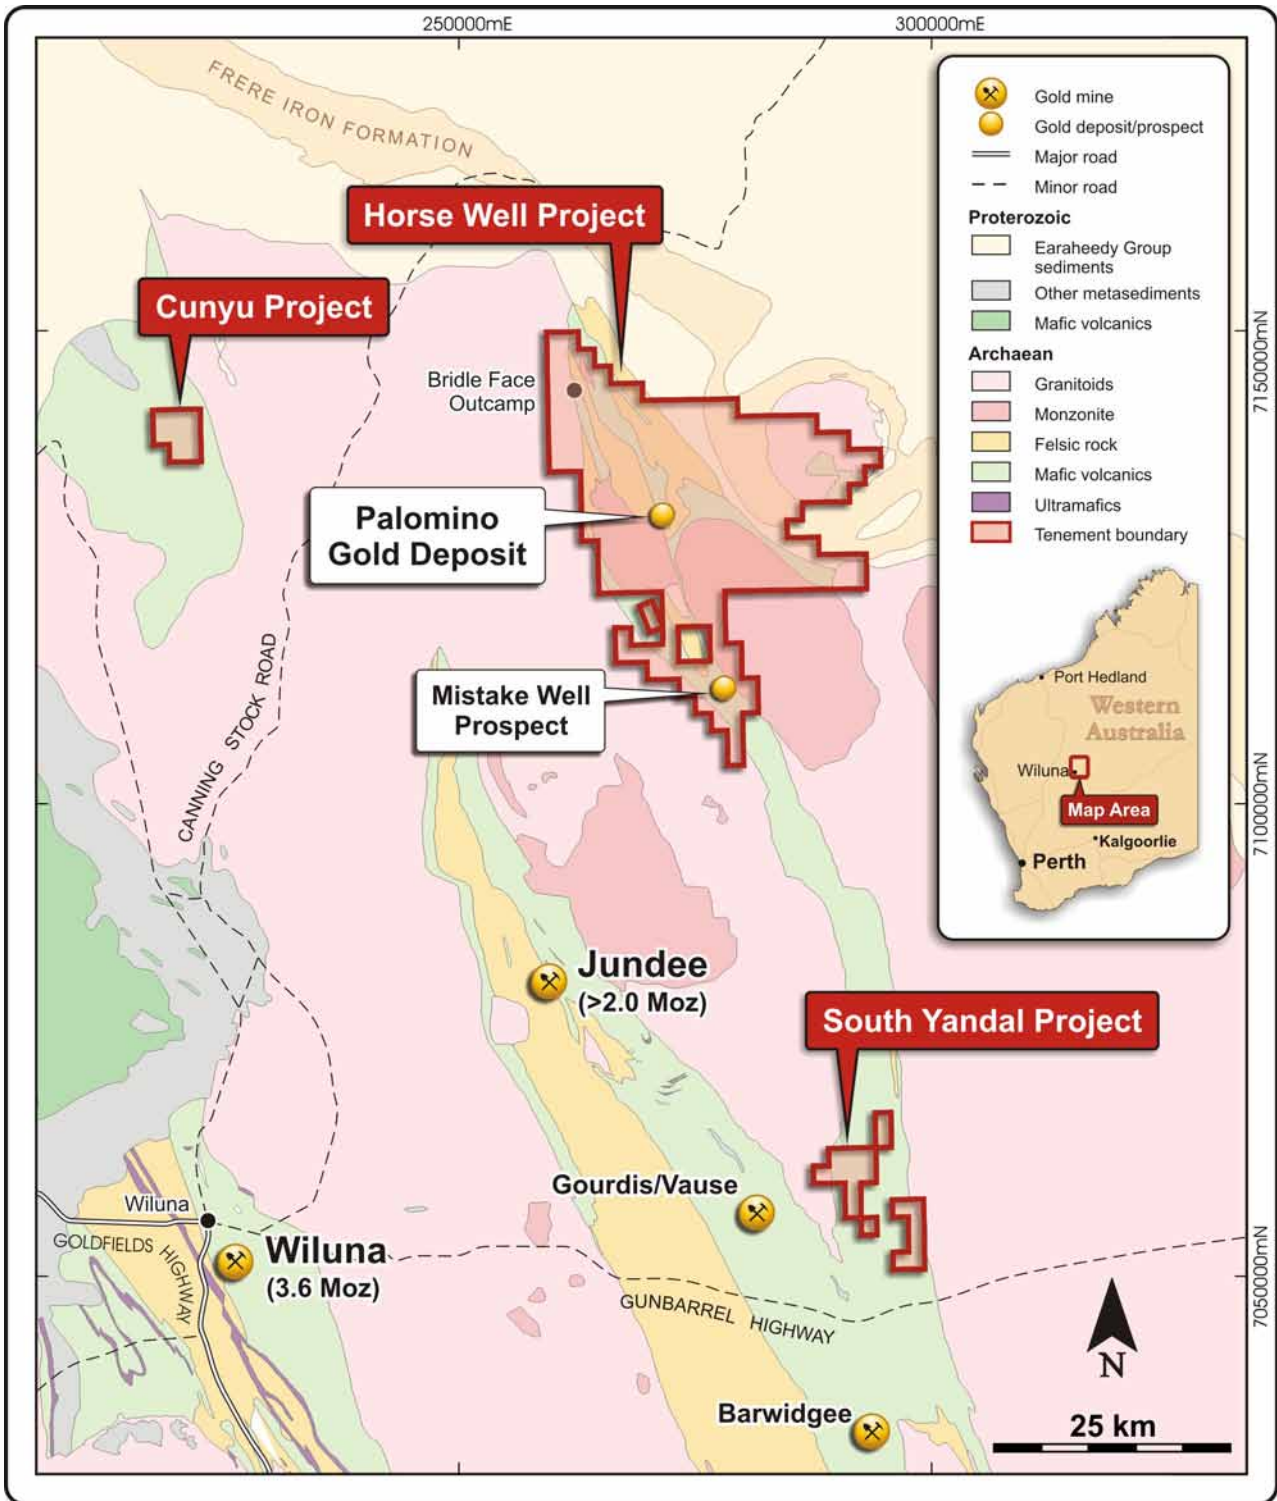 250000mE
300000mE
FRERE IRON FORMATION
Horse Well Project
Cunyu Project
Bridle Face
Outcamp
Palomino
Gold Deposit
CANNING STOCK ROAD
Mistake Well
Prospect
Jundee
(>2.0 Moz)
South Yandal Project
Gourdis/Vause
Wiluna
GOLDFIELDS HIGHWAY
Wiluna
(3.6 Moz)
GUNBARREL HIGHWAY
Barwidgee
Gold mine
Gold deposit/prospect
Major road
Minor road
Proterozoic
Earaheedy Group
sediments
Other metasediments
Mafic volcanics
Archaean
Granitoids
Monzonite
Felsic rock
Mafic volcanics
Ultramafics
Tenement boundary
Port Hedland
Western
Australia
Wiluna
Map Area
Kalgoorlie
Perth
7150000mN
7100000mN
7050000mN
N
25 km